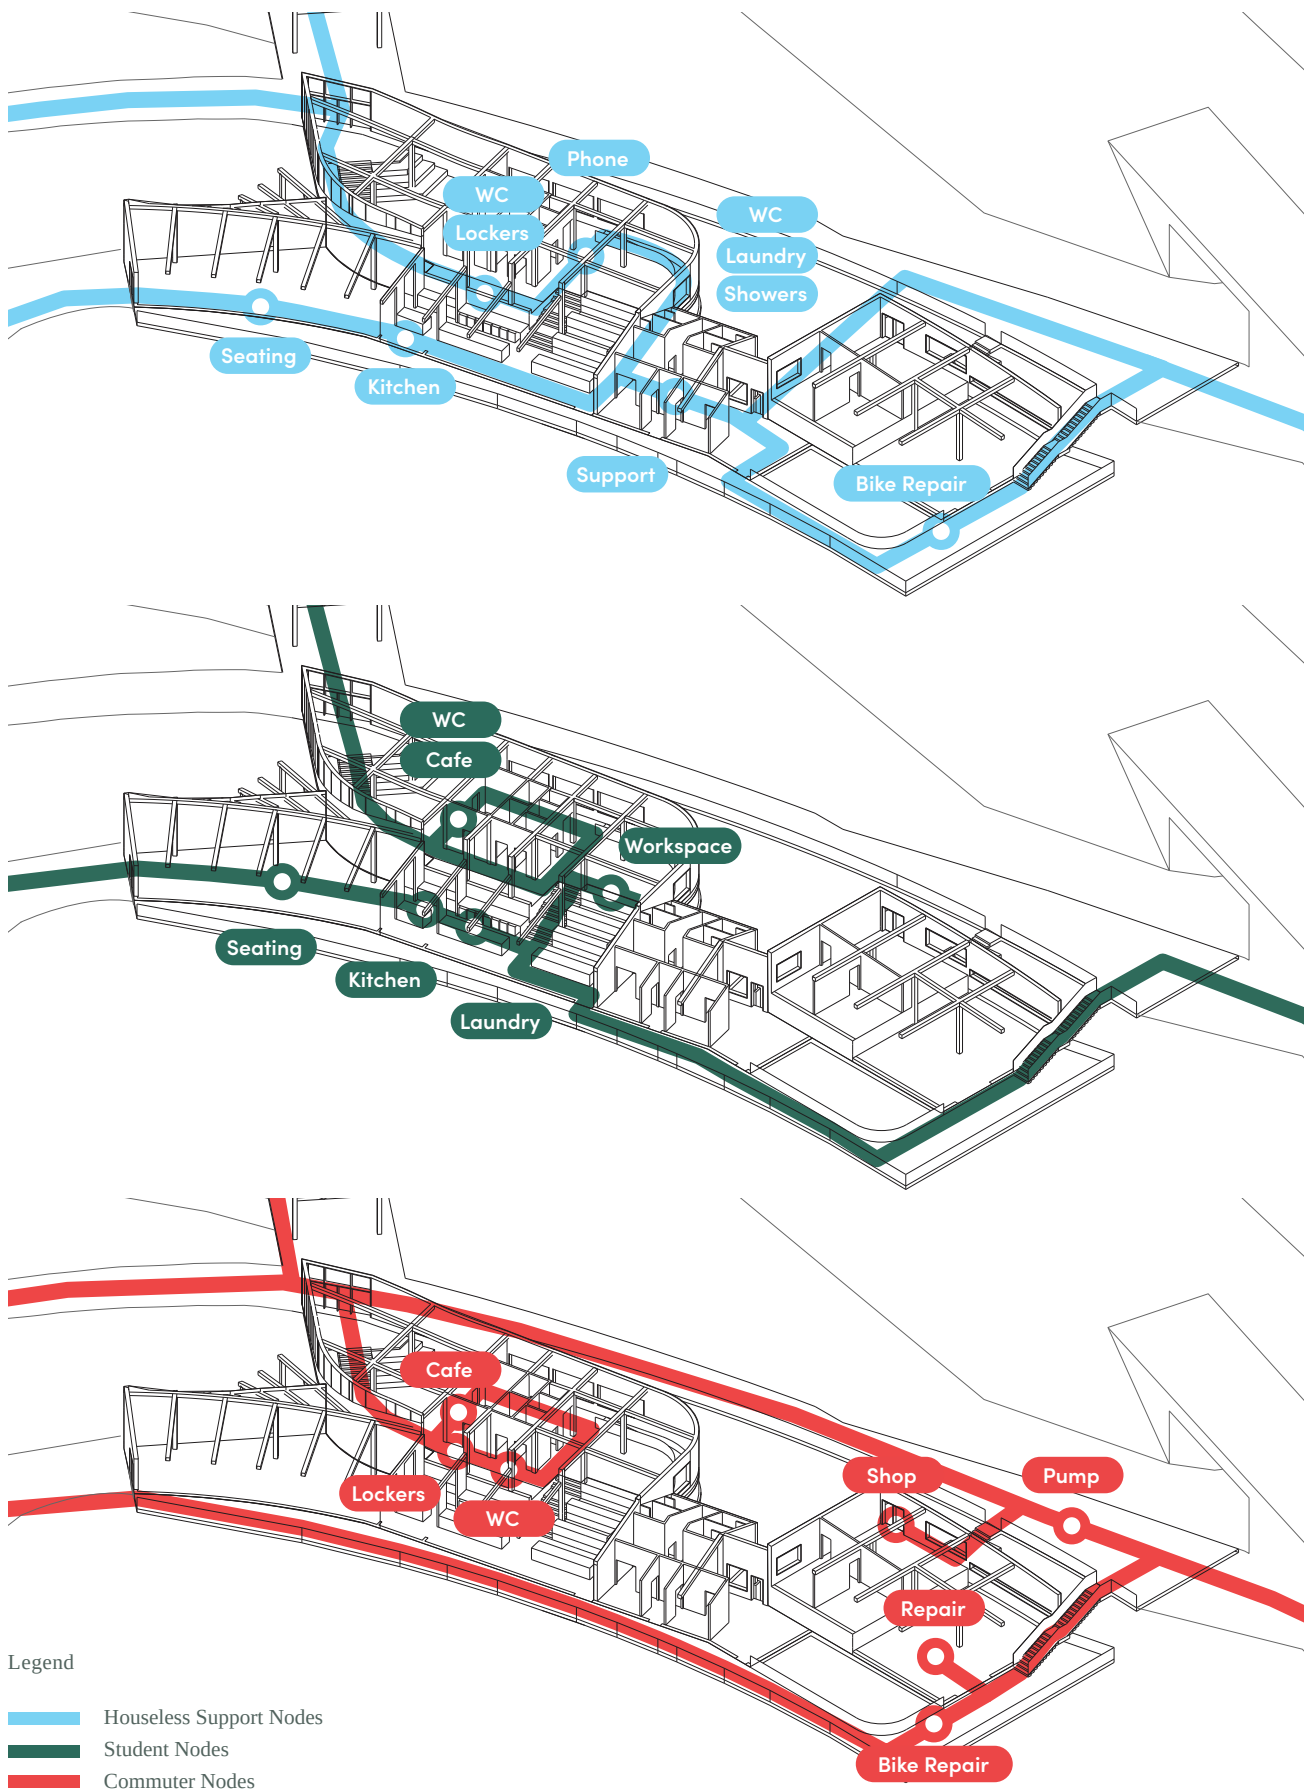 Phone
WC
WC
Lockers
Laundry
Showers
Seating
Kitchen
Support
Bike Repair
WC
Cafe
Workspace
Seating
Kitchen
Laundry
Cafe
Shop
Pump
Lockers
WC
Repair
Bike Repair
Legend
Houseless Support Nodes
Student Nodes
Commuter Nodes